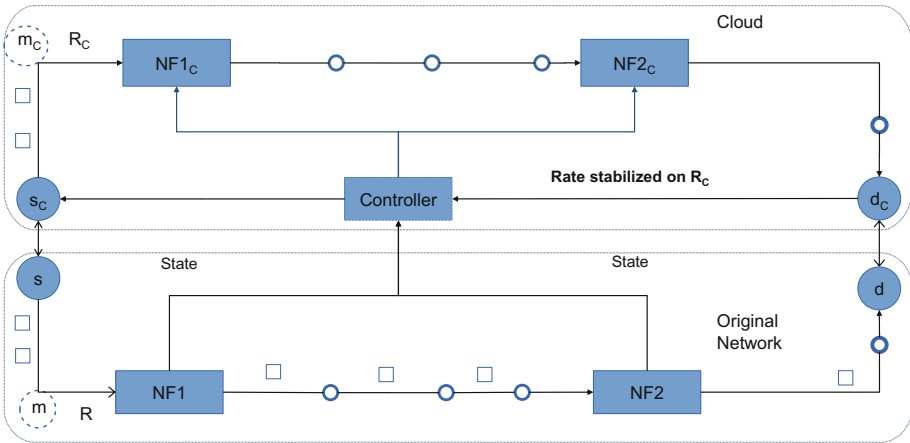 Cloud
m_C
R_C
NF1_C
NF2_C
Rate stabilized on R_C
s_C
Controller
d_C
State
State
s
d
Original
Network
NF1
NF2
m
R